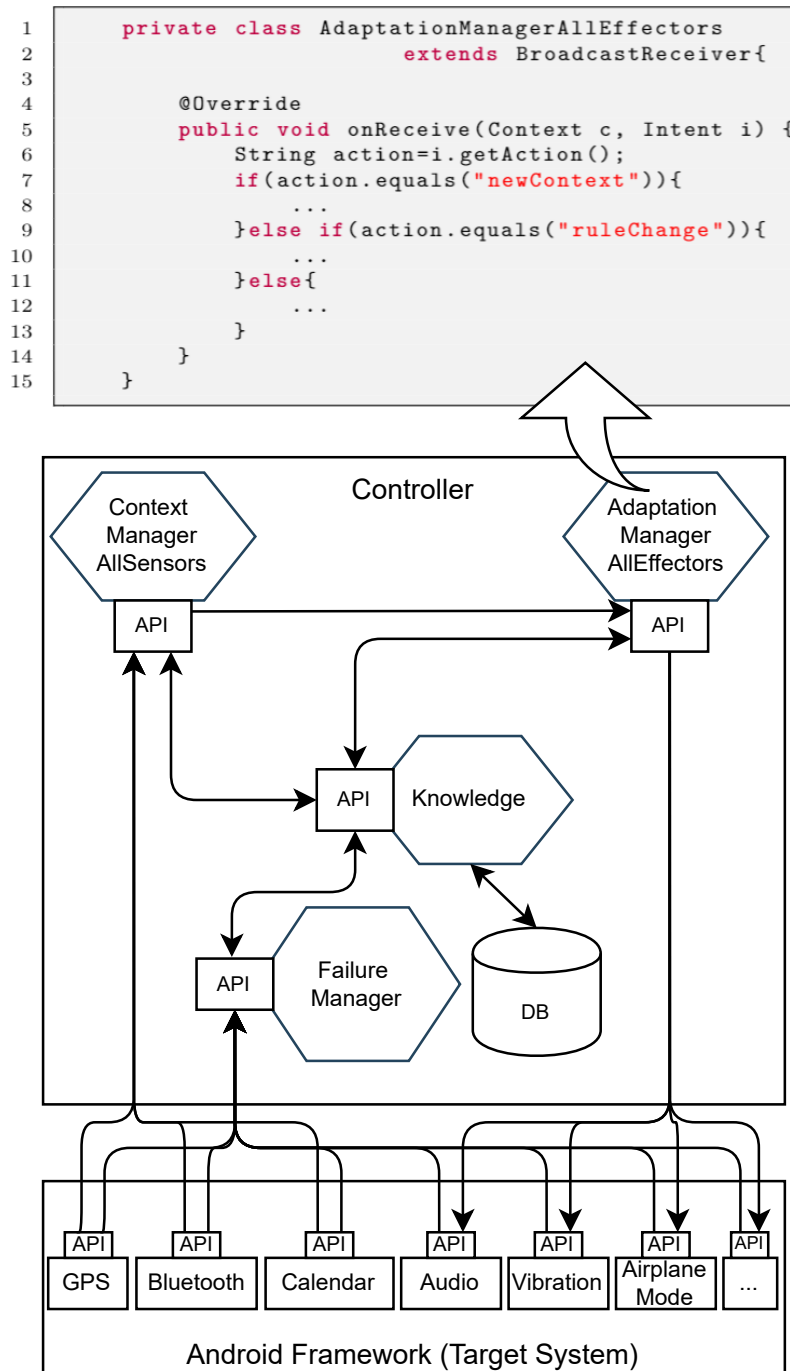 1 private class AdaptationManagerAllEffectors
2 extends BroadcastReceiver{
3
4 @Override
5 public void onReceive(Context c, Intent i) {
6 String action=i.getAction();
7 if(action.equals("newContext")){
8 ...
9 }else if(action.equals("ruleChange")){
10 ...
11 }else{
12 ...
13 }
14 }
15 }
Controller
Context
Manager
AllSensors
Adaptation
Manager
AllEffectors
API
API
API
Knowledge
API
Failure
Manager
DB
API
API
API
API
API
API
API
GPS
Bluetooth
Calendar
Audio
Vibration
Airplane
Mode
...
Android Framework (Target System)